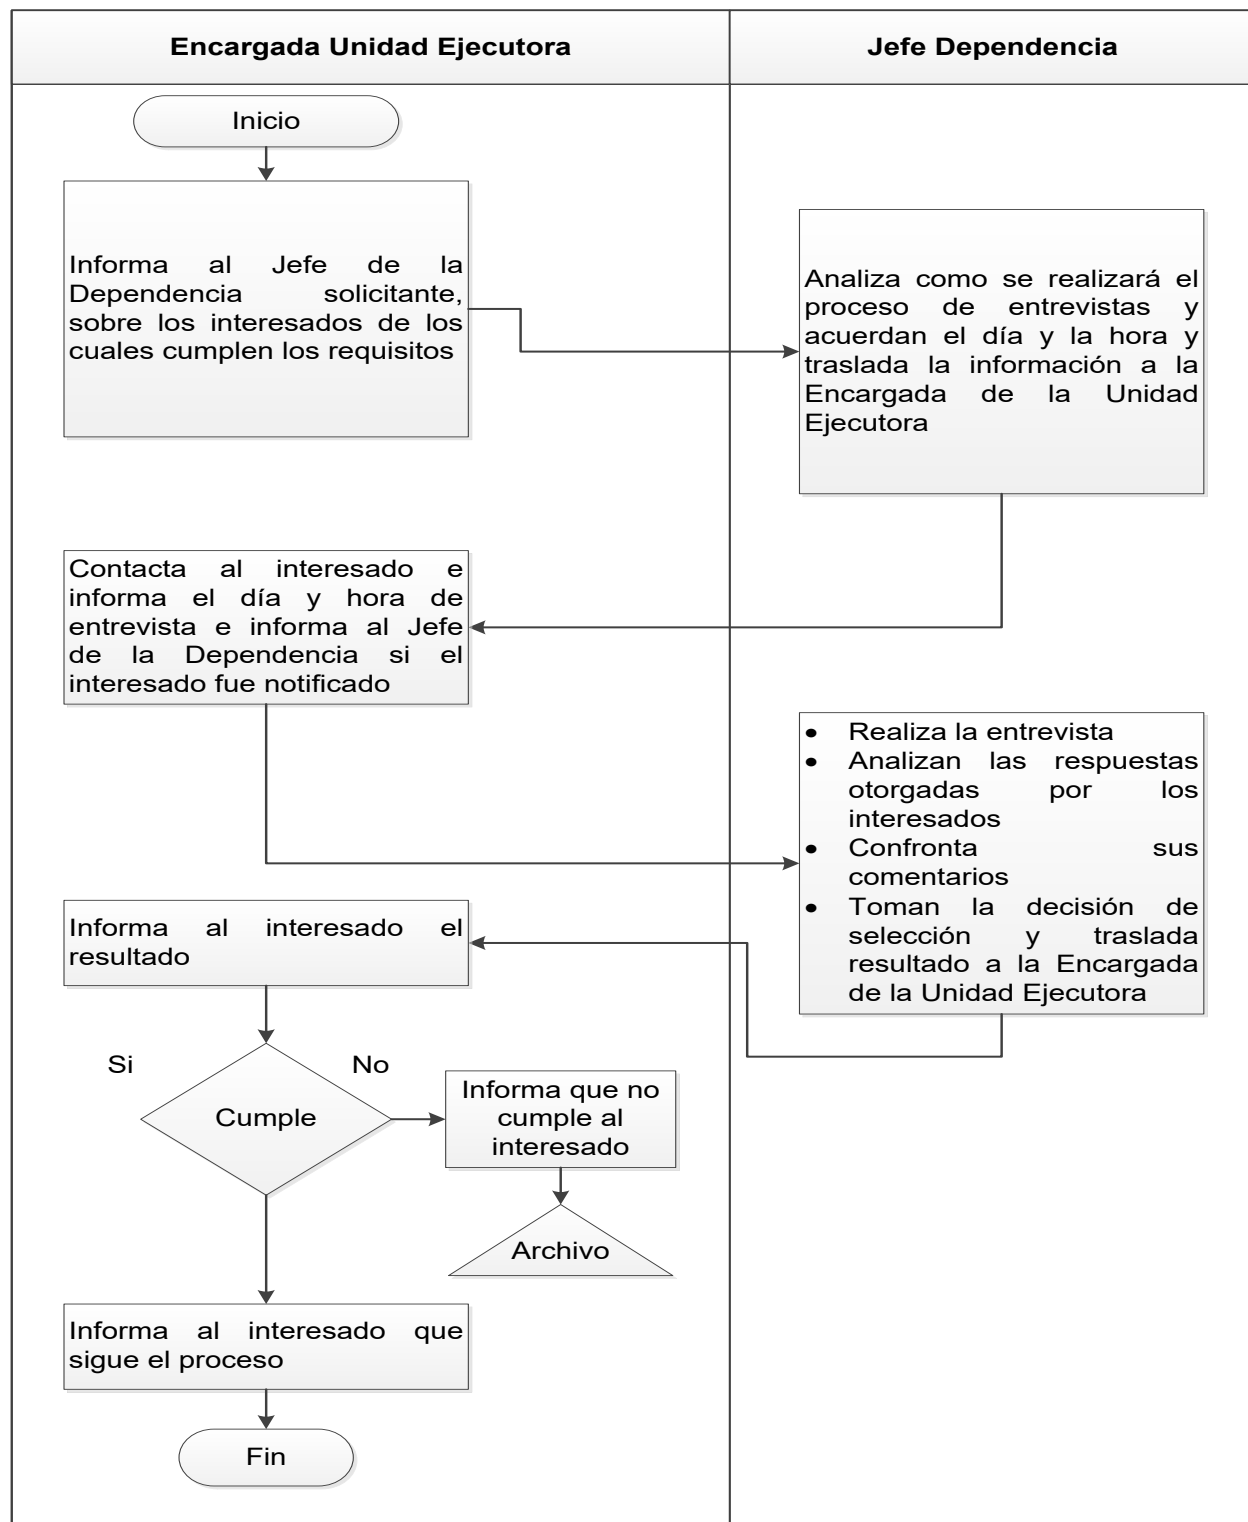 Encargada Unidad Ejecutora
Jefe Dependencia
Inicio
Informa al Jefe de la
Dependencia solicitante,
sobre los interesados de los
cuales cumplen los requisitos
Analiza como se realizará el
proceso de entrevistas y
acuerdan el día y la hora y
traslada la información a la
Encargada de la Unidad
Ejecutora
Contacta al interesado e
informa el día y hora de
entrevista e informa al Jefe
de la Dependencia si el
interesado fue notificado
• Realiza la entrevista
• Analizan las respuestas
otorgadas por los
interesados
• Confronta sus
comentarios
• Toman la decisión de
selección y traslada
resultado a la Encargada
de la Unidad Ejecutora
Informa al interesado el
resultado
Si
No
Cumple
Informa que no
cumple al
interesado
Archivo
Informa al interesado que
sigue el proceso
Fin